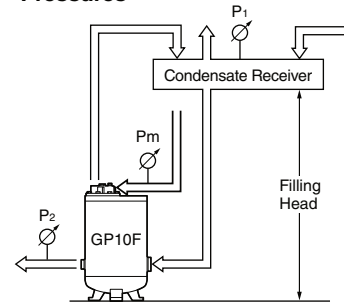 Pressures
P1
Condensate Receiver
Pm
Filling
Head
P2
GP10F